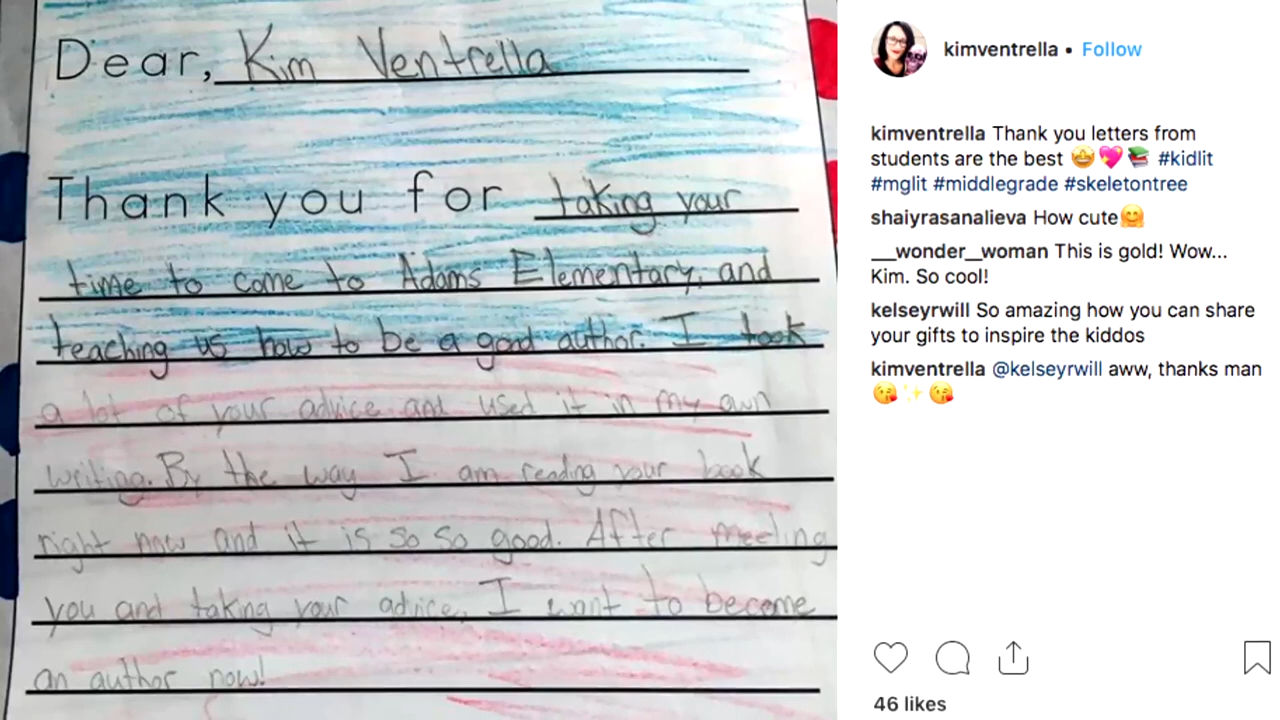 Dear, Kim Ventrella
Thank you for taking your
time to come to Adams Elementary, and
teaching us how to be a good author. I took
a lot of your advice and used it in my own
writing. By the way I am reading your book
right now and it is so so good. After meeting
you and taking your advice, I want to become
an author now!
kimventrella • Follow
kimventrella Thank you letters from
students are the best 🤩💖📚 #kidlit
#mglit #middlegrade #skeletontree
shaiyrasanalieva How cute🤗
__wonder__woman This is gold! Wow...
Kim. So cool!
kelseyrwill So amazing how you can share
your gifts to inspire the kiddos
kimventrella @kelseyrwill aww, thanks man
😘✨😘
46 likes